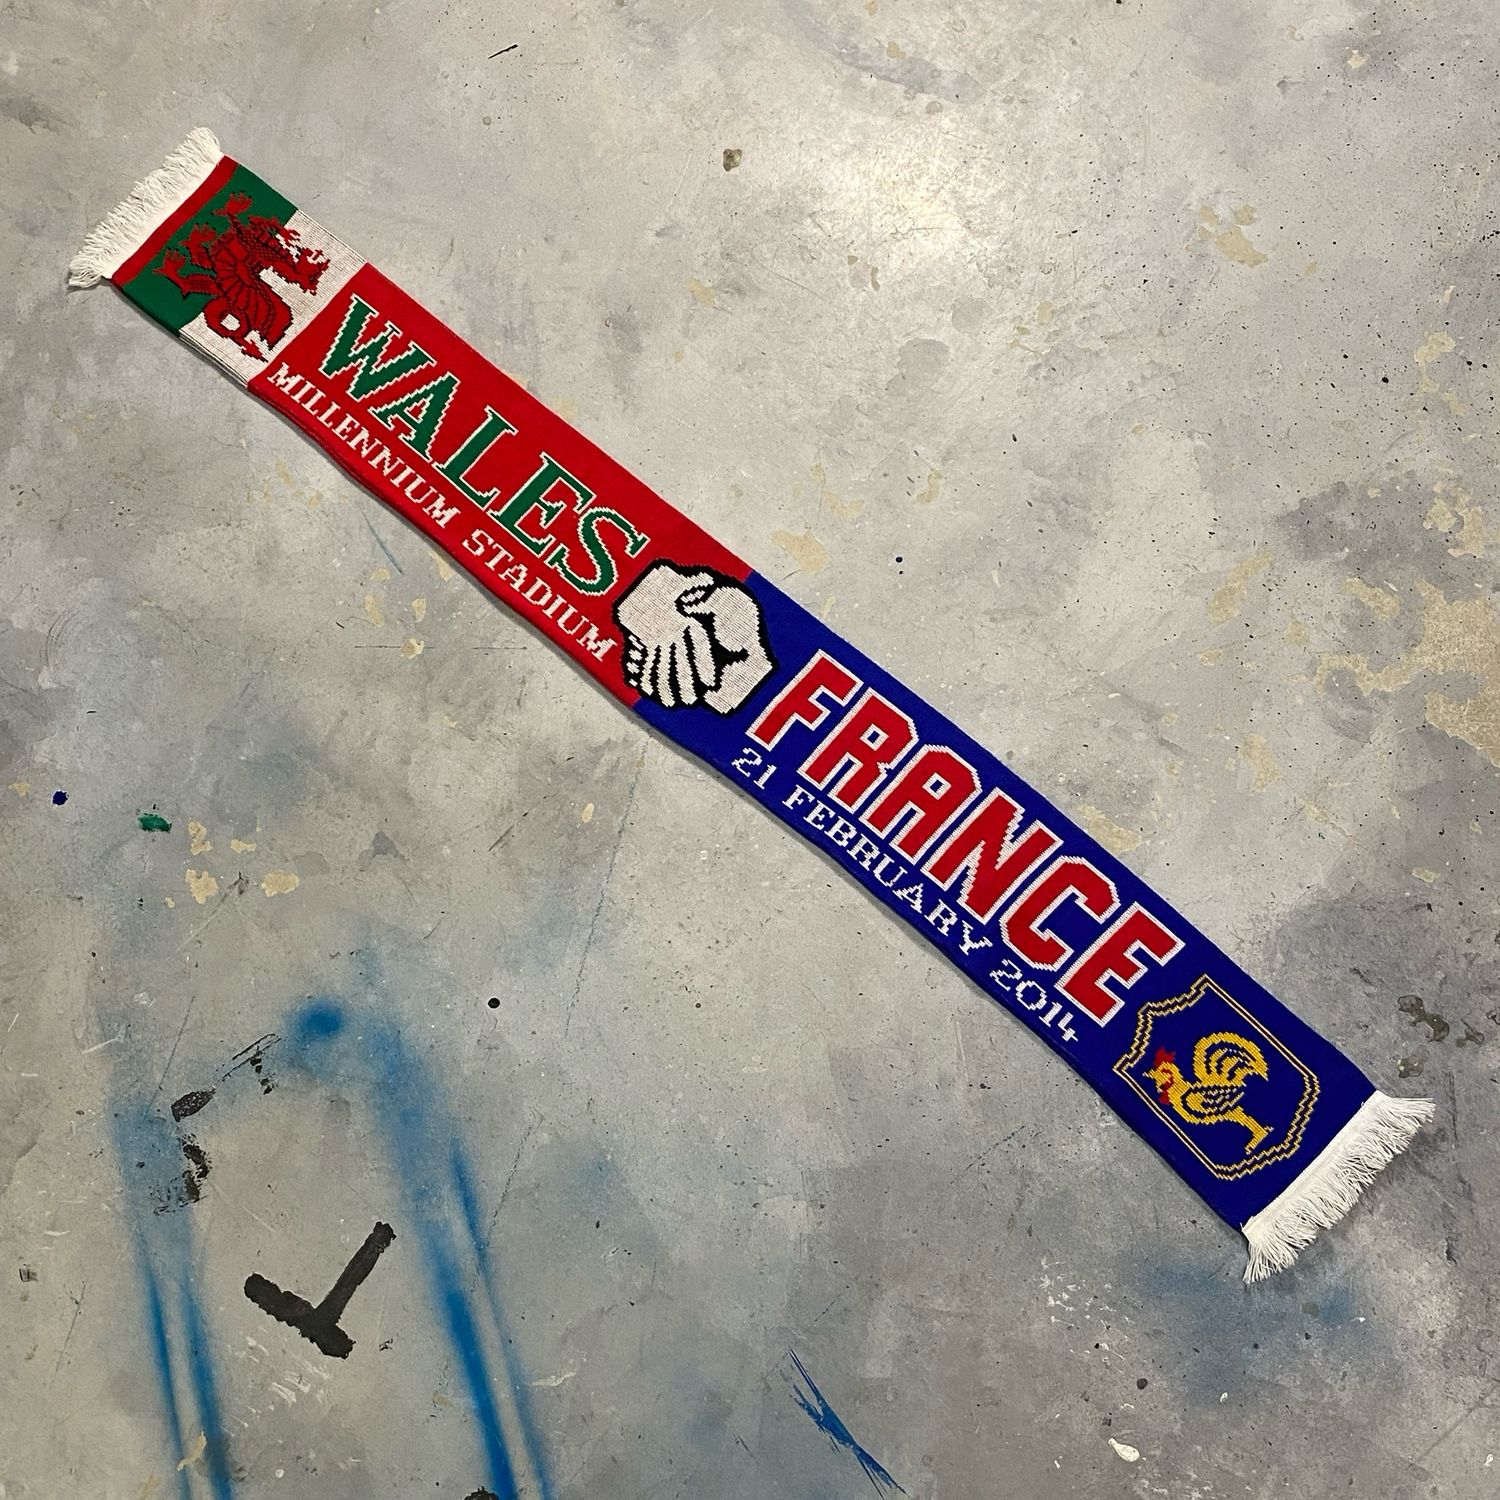 WALES
MILLENNIUM STADIUM
FRANCE
21 FEBRUARY 2014